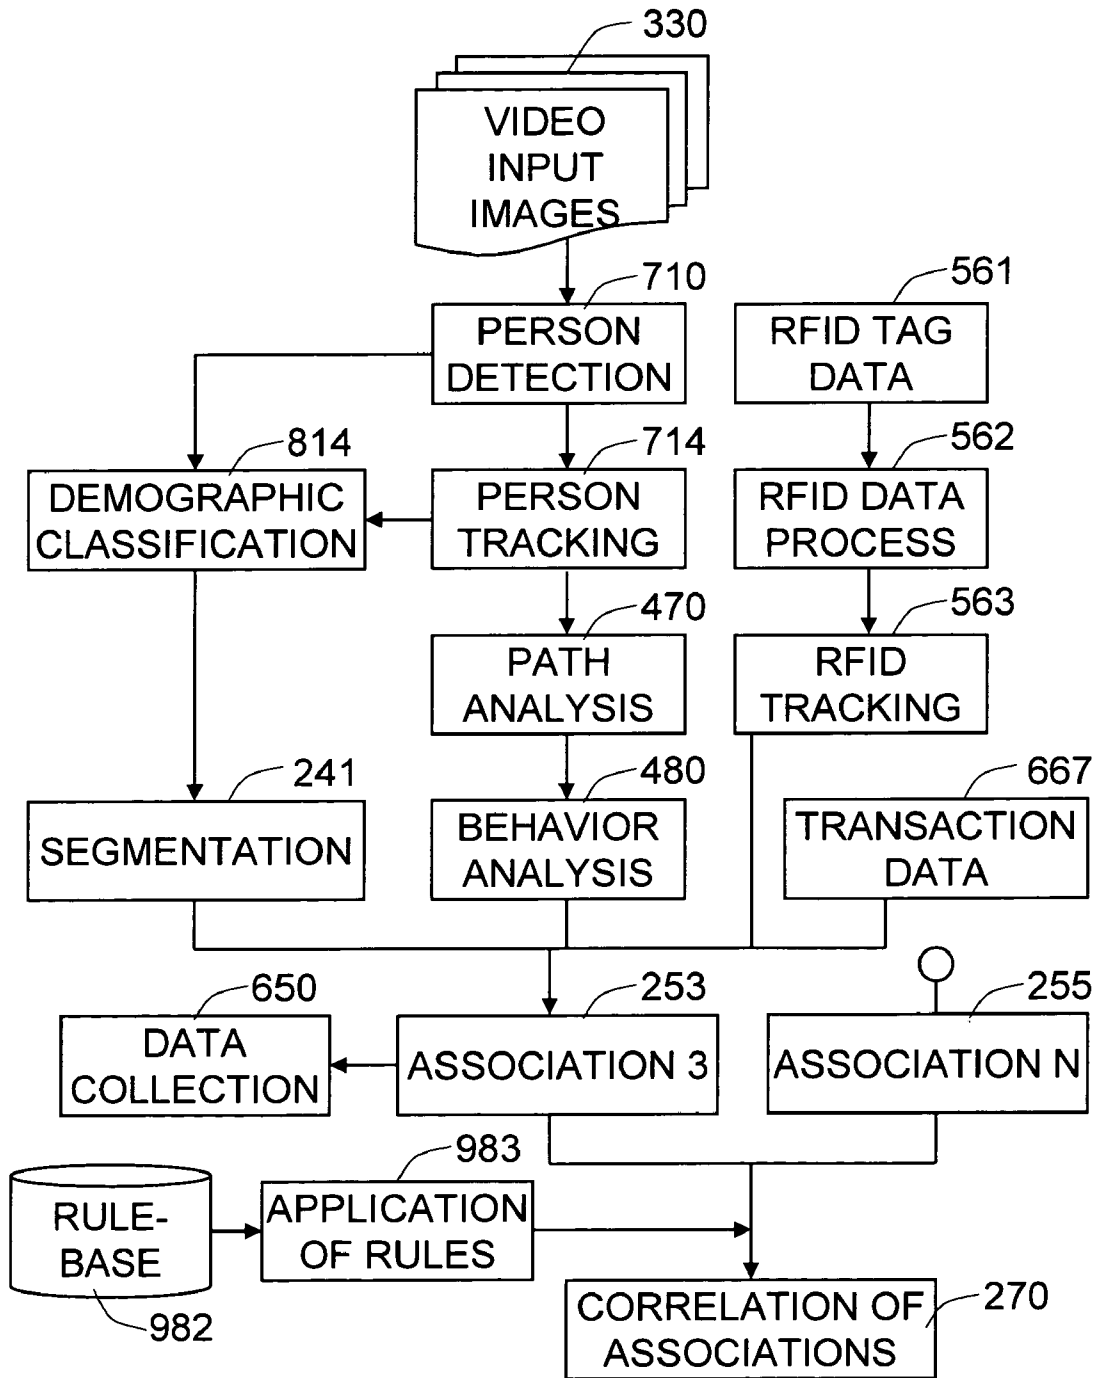 330
VIDEO
INPUT
IMAGES
710
PERSON
DETECTION
561
RFID TAG
DATA
814
DEMOGRAPHIC
CLASSIFICATION
714
PERSON
TRACKING
562
RFID DATA
PROCESS
470
PATH
ANALYSIS
563
RFID
TRACKING
241
SEGMENTATION
480
BEHAVIOR
ANALYSIS
667
TRANSACTION
DATA
650
DATA
COLLECTION
253
ASSOCIATION 3
255
ASSOCIATION N
RULE-
BASE
982
983
APPLICATION
OF RULES
CORRELATION OF
ASSOCIATIONS
270